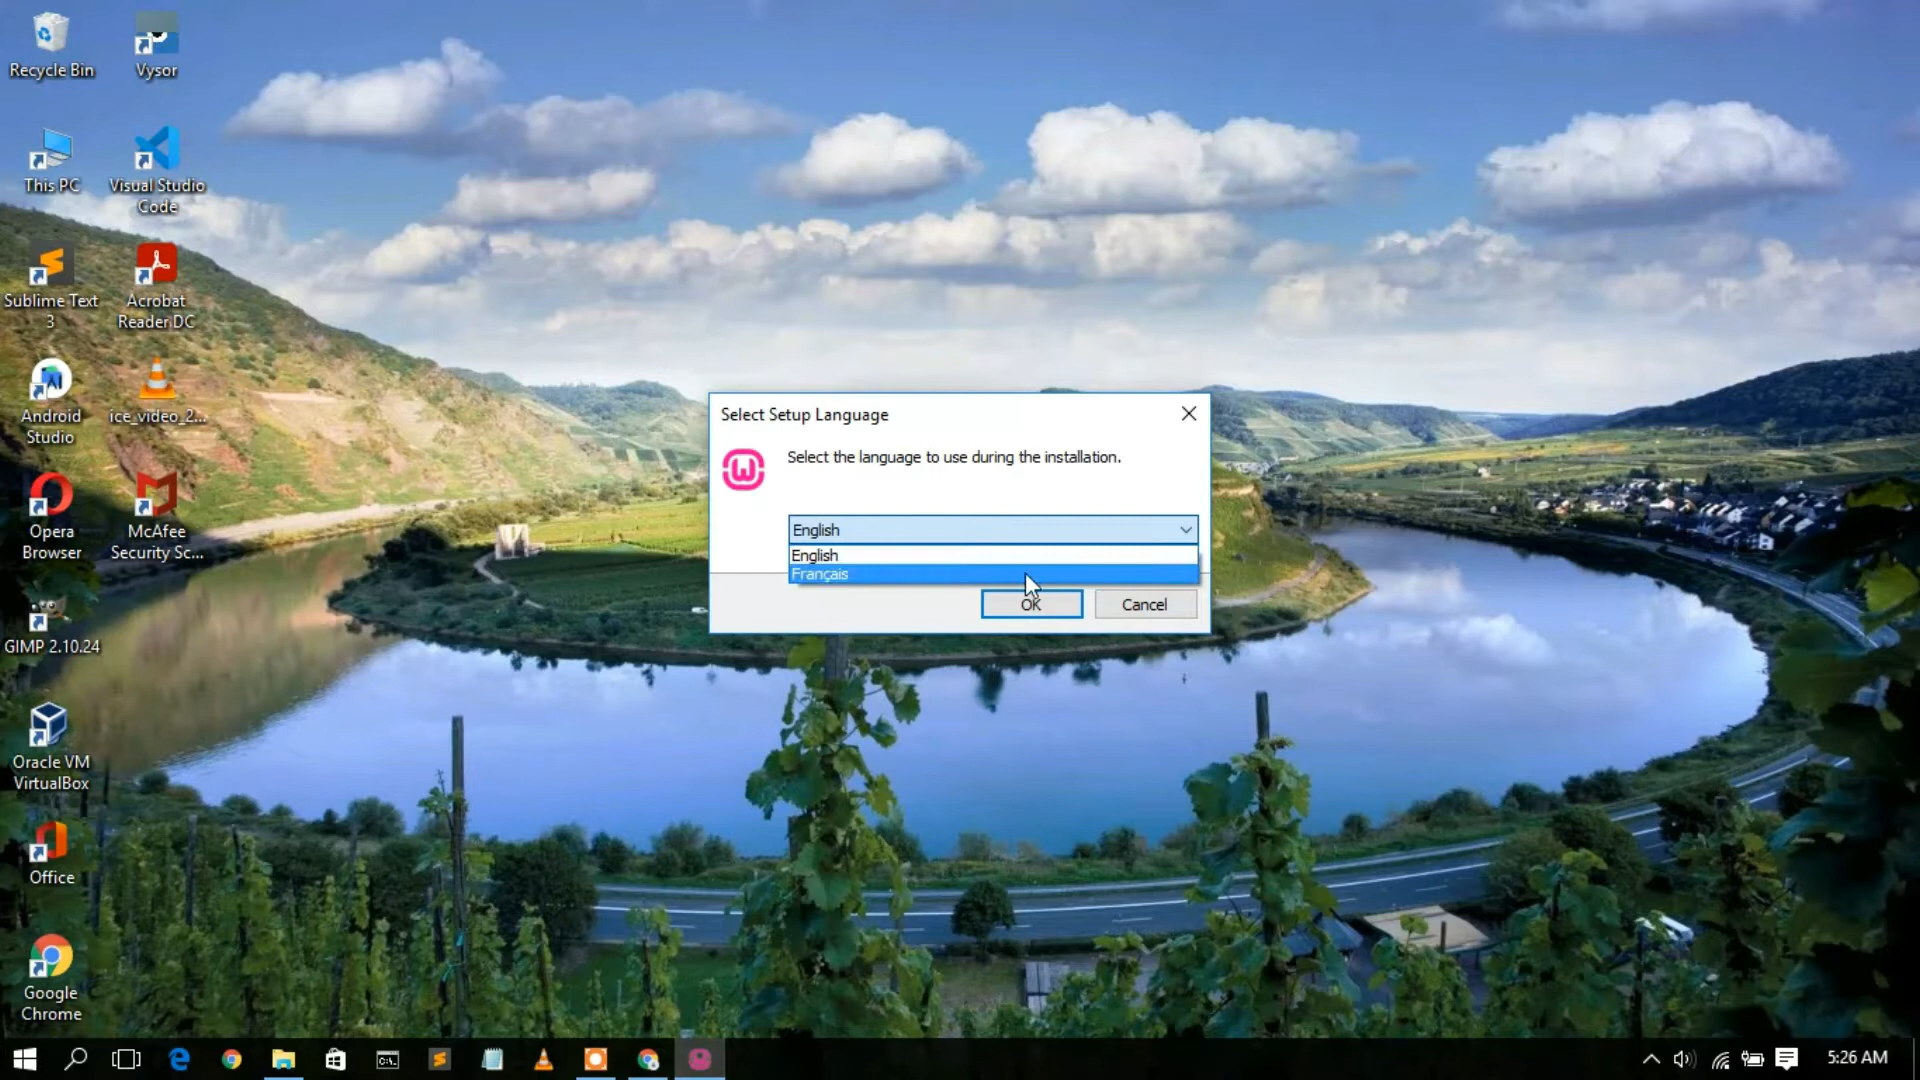 Recycle Bin
Vysor
This PC
Visual Studio
Code
Sublime Text
3
Acrobat
Reader DC
Android
Studio
ice_video_2...
Opera
Browser
McAfee
Security Sc...
GIMP 2.10.24
Oracle VM
VirtualBox
Office
Google
Chrome
Select Setup Language
Select the language to use during the installation.
English
English
Français
OK
Cancel
5:26 AM